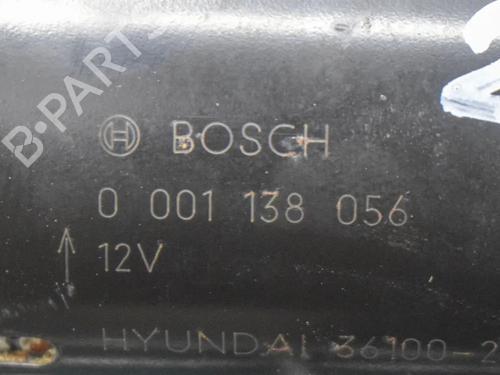 B-PARTS
BOSCH
0 001 138 056
12V
HYUNDAI 36100-2